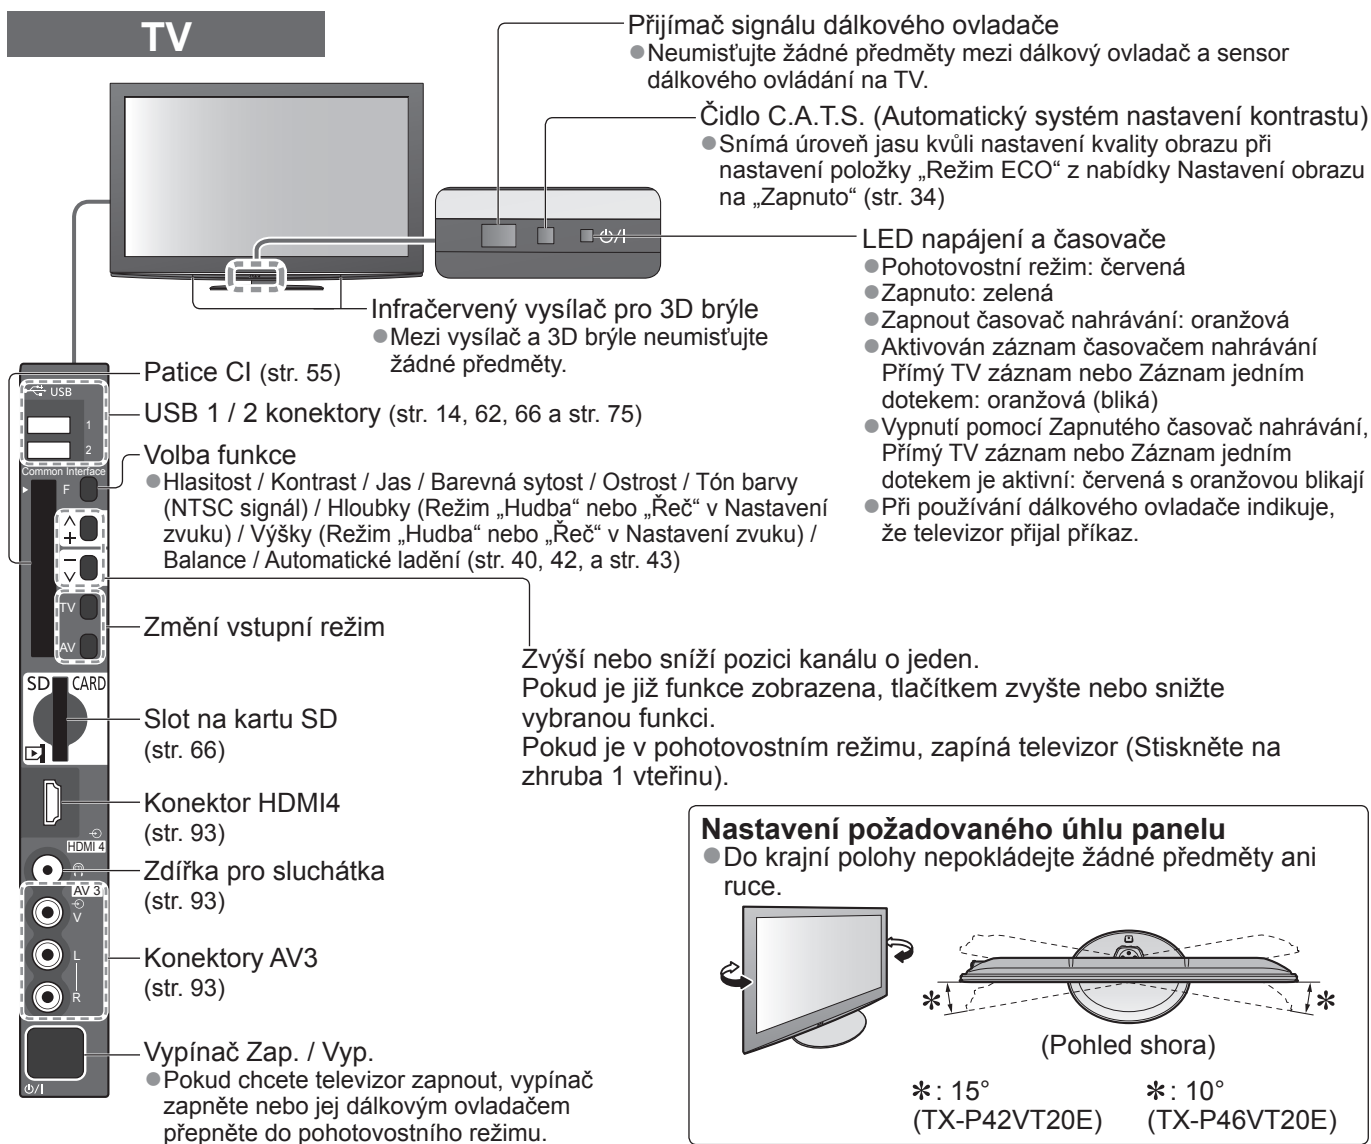 TV
Přijímač signálu dálkového ovladače
●Neumisťujte žádné předměty mezi dálkový ovladač a sensor
dálkového ovládání na TV.
Čidlo C.A.T.S. (Automatický systém nastavení kontrastu)
●Snímá úroveň jasu kvůli nastavení kvality obrazu při
nastavení položky „Režim ECO“ z nabídky Nastavení obrazu
na „Zapnuto“ (str. 34)
⏻/I
LED napájení a časovače
●Pohotovostní režim: červená
●Zapnuto: zelená
●Zapnout časovač nahrávání: oranžová
●Aktivován záznam časovačem nahrávání
Přímý TV záznam nebo Záznam jedním
dotekem: oranžová (bliká)
●Vypnutí pomocí Zapnutého časovač nahrávání,
Přímý TV záznam nebo Záznam jedním
dotekem je aktivní: červená s oranžovou blikají
●Při používání dálkového ovladače indikuje,
že televizor přijal příkaz.
Infračervený vysílač pro 3D brýle
●Mezi vysílač a 3D brýle neumisťujte
žádné předměty.
Patice CI (str. 55)
USB
USB 1 / 2 konektory (str. 14, 62, 66 a str. 75)
1
2
Common Interface
F
Volba funkce
●Hlasitost / Kontrast / Jas / Barevná sytost / Ostrost / Tón barvy
(NTSC signál) / Hloubky (Režim „Hudba“ nebo „Řeč“ v Nastavení
zvuku) / Výšky (Režim „Hudba“ nebo „Řeč“ v Nastavení zvuku) /
Balance / Automatické ladění (str. 40, 42, a str. 43)
∧
+
−
∨
TV
AV
Změní vstupní režim
Zvýší nebo sníží pozici kanálu o jeden.
Pokud je již funkce zobrazena, tlačítkem zvyšte nebo snižte
vybranou funkci.
Pokud je v pohotovostním režimu, zapíná televizor (Stiskněte na
zhruba 1 vteřinu).
SD CARD
Slot na kartu SD
(str. 66)
Konektor HDMI4
(str. 93)
HDMI 4
Zdířka pro sluchátka
(str. 93)
AV 3
V
L
R
Konektory AV3
(str. 93)
Vypínač Zap. / Vyp.
●Pokud chcete televizor zapnout, vypínač
zapněte nebo jej dálkovým ovladačem
přepněte do pohotovostního režimu.
⏻/I
Nastavení požadovaného úhlu panelu
●Do krajní polohy nepokládejte žádné předměty ani
ruce.
✻ ✻
(Pohled shora)
✻: 15° ✻: 10°
(TX-P42VT20E) (TX-P46VT20E)